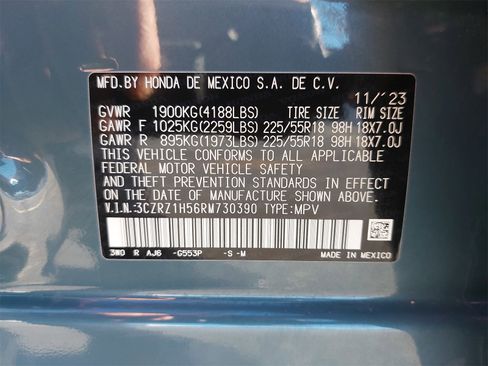 MFD.BY HONDA DE MEXICO S.A. DE C.V.
11/'23
GVWR 1900KG(4188LBS) TIRE SIZE RIM SIZE
GAWR F 1025KG(2259LBS) 225/55R18 98H 18X7.0J
GAWR R 895KG(1973LBS) 225/55R18 98H 18X7.0J
THIS VEHICLE CONFORMS TO ALL APPLICABLE
FEDERAL MOTOR VEHICLE SAFETY
AND THEFT PREVENTION STANDARDS IN EFFECT
ON THE DATE OF MANUFACTURE SHOWN ABOVE.
V.I.N.:3CZRZ1H56RM730390 TYPE:MPV
3WD R AJ6 -G553P -S -M MADE IN MEXICO